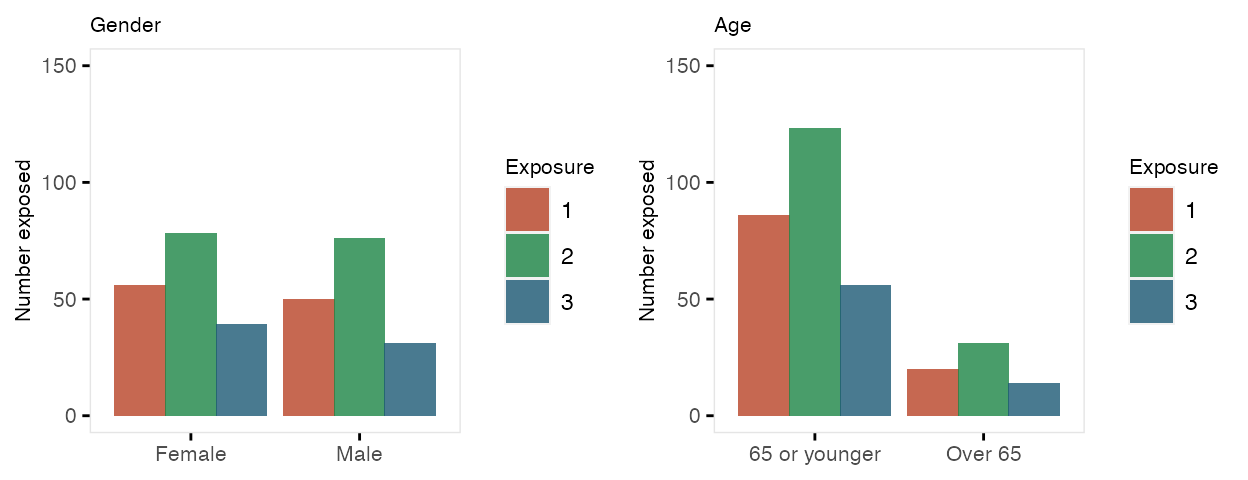 Gender
150
100
50
0
Number exposed
Female Male
Exposure
1
2
3
Age
150
100
50
0
Number exposed
65 or younger Over 65
Exposure
1
2
3